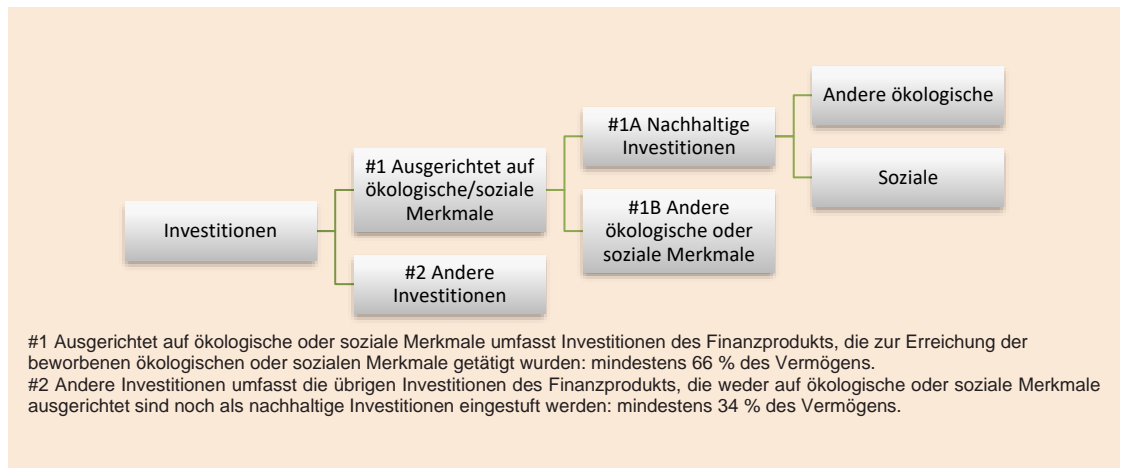 Andere ökologische
#1A Nachhaltige
Investitionen
#1 Ausgerichtet auf
ökologische/soziale
Merkmale
Soziale
Investitionen
#1B Andere
ökologische oder
soziale Merkmale
#2 Andere
Investitionen
#1 Ausgerichtet auf ökologische oder soziale Merkmale umfasst Investitionen des Finanzprodukts, die zur Erreichung der
beworbenen ökologischen oder sozialen Merkmale getätigt wurden: mindestens 66 % des Vermögens.
#2 Andere Investitionen umfasst die übrigen Investitionen des Finanzprodukts, die weder auf ökologische oder soziale Merkmale
ausgerichtet sind noch als nachhaltige Investitionen eingestuft werden: mindestens 34 % des Vermögens.